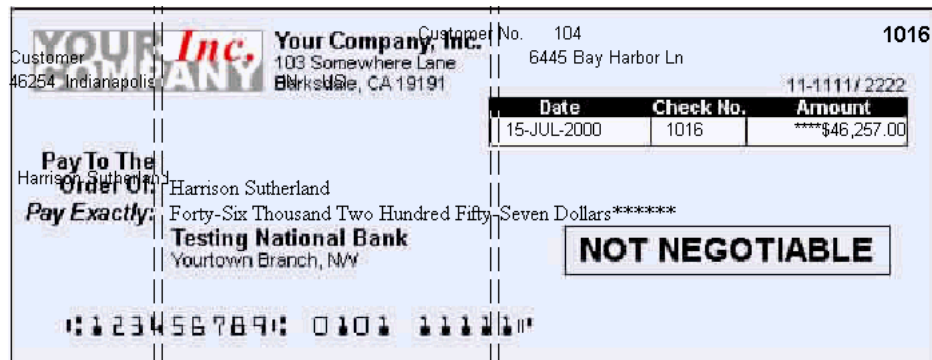 YOUR COMPANY Inc.
Your Company, Inc.
103 Somewhere Lane
Barksdale, CA 19191
Customer No. 104
6445 Bay Harbor Ln
1016
Customer
46254 Indianapolis
11-1111/2222
Date Check No. Amount
15-JUL-2000 1016 ****$46,257.00
Pay To The
Order Of: Harrison Sutherland
Harrison Sutherland
Pay Exactly: Forty-Six Thousand Two Hundred Fifty-Seven Dollars******
Testing National Bank
Yourtown Branch, NW
NOT NEGOTIABLE
⑆123456789⑆ 0101 11111⑈